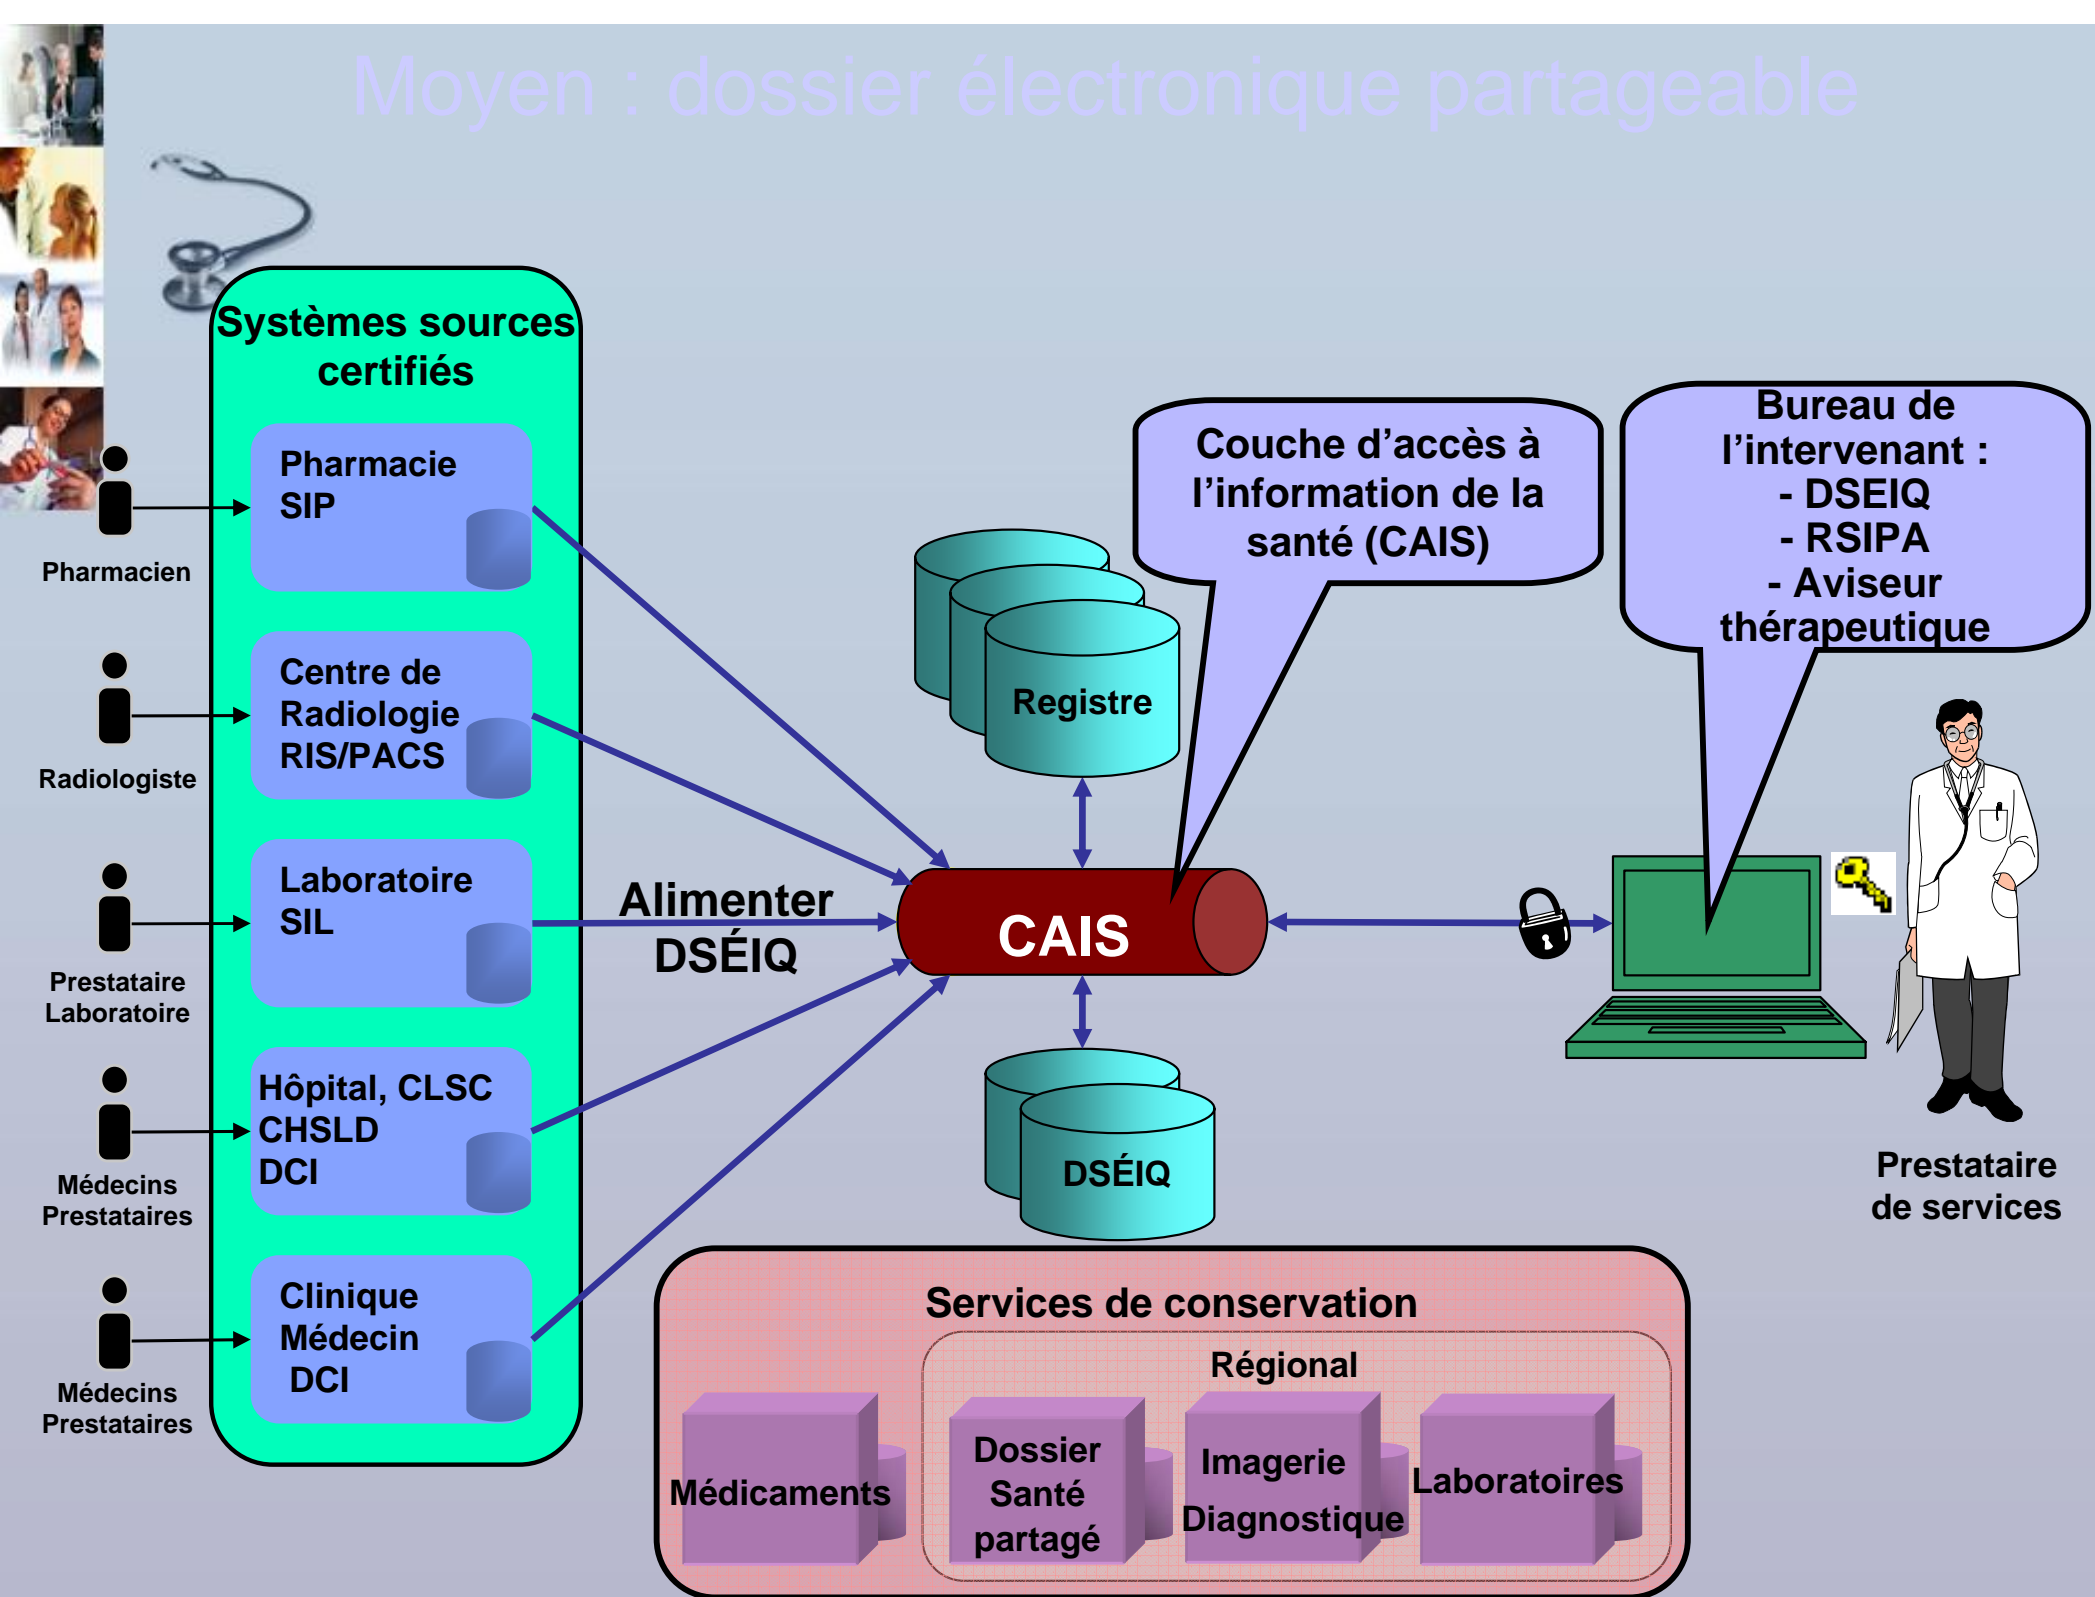 Moyen : dossier électronique partageable
Systèmes sources
certifiés
Pharmacie
SIP
Pharmacien
Centre de
Radiologie
RIS/PACS
Radiologiste
Laboratoire
SIL
Prestataire
Laboratoire
Hôpital, CLSC
CHSLD
DCI
Médecins
Prestataires
Clinique
Médecin
DCI
Médecins
Prestataires
Alimenter
DSÉIQ
Registre
CAIS
DSÉIQ
Couche d’accès à
l’information de la
santé (CAIS)
Bureau de
l’intervenant :
- DSEIQ
- RSIPA
- Aviseur
thérapeutique
Prestataire
de services
Services de conservation
Régional
Médicaments
Dossier
Santé
partagé
Imagerie
Diagnostique
Laboratoires